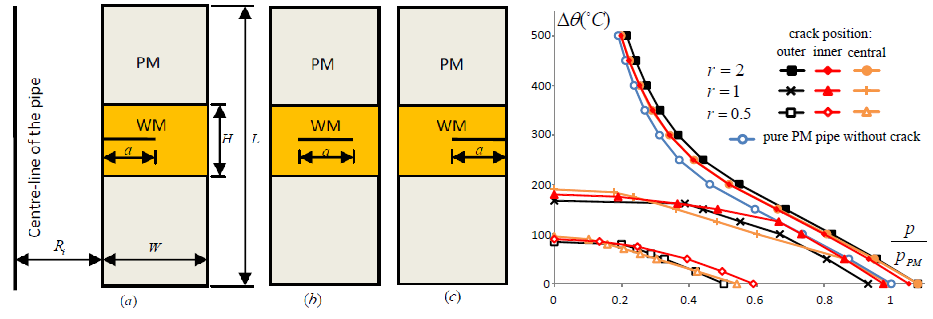 Centre-line of the pipe
R_i
PM
WM
a
H
L
W
(a)
PM
WM
a
(b)
PM
WM
a
(c)
Δθ(°C)
500
400
300
200
100
0
0
0.2
0.4
0.6
0.8
1
p
p_PM
crack position:
outer inner central
r = 2
r = 1
r = 0.5
pure PM pipe without crack